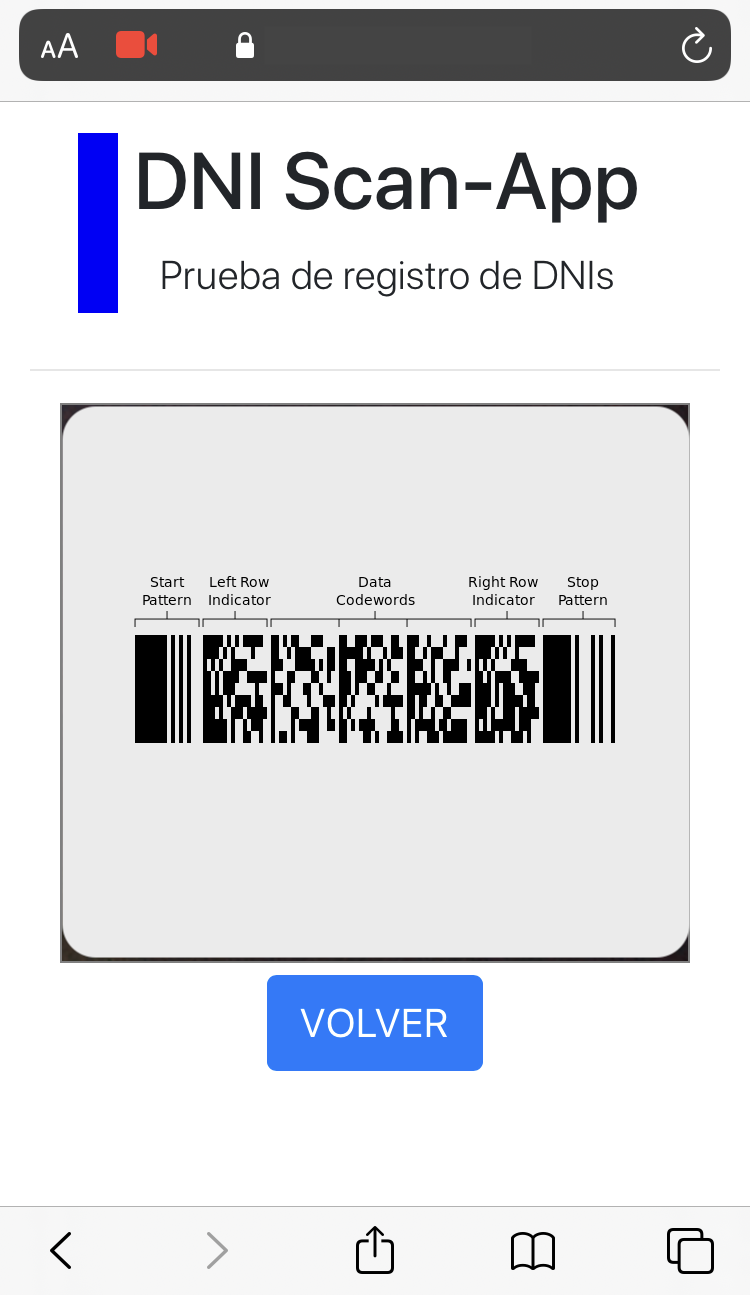 AA
DNI Scan-App
Prueba de registro de DNIs
Start Pattern
Left Row Indicator
Data Codewords
Right Row Indicator
Stop Pattern
VOLVER